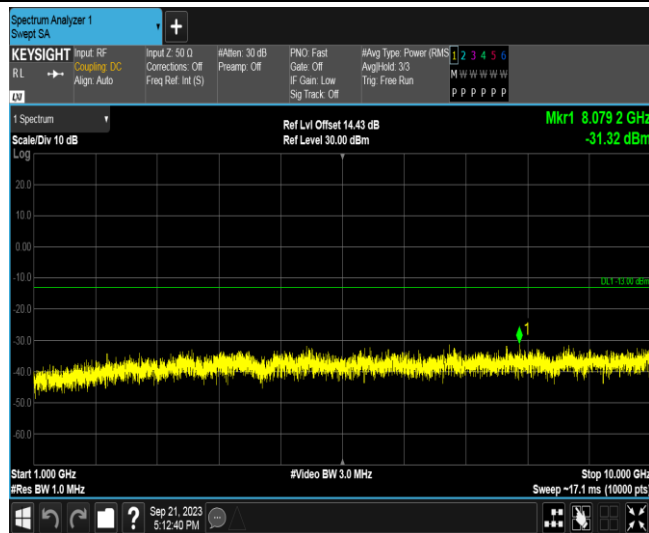 Spectrum Analyzer 1
Swept SA
+
KEYSIGHT
RL
Input: RF
Coupling: DC
Align: Auto
Input Z: 50 Ω
Corrections: Off
Freq Ref: Int (S)
#Atten: 30 dB
Preamp: Off
PNO: Fast
Gate: Off
IF Gain: Low
Sig Track: Off
#Avg Type: Power (RMS
Avg|Hold: 3/3
Trig: Free Run
1 2 3 4 5 6
M W W W W W
P P P P P P
1 Spectrum
Scale/Div 10 dB
Log
Ref Lvl Offset 14.43 dB
Ref Level 30.00 dBm
Mkr1 8.079 2 GHz
-31.32 dBm
20.0
10.0
0.00
-10.0
DL1 -13.00 dBm
-20.0
-30.0
1
-40.0
-50.0
-60.0
Start 1.000 GHz
#Video BW 3.0 MHz
Stop 10.000 GHz
#Res BW 1.0 MHz
Sweep ~17.1 ms (10000 pts)
?
Sep 21, 2023
5:12:40 PM